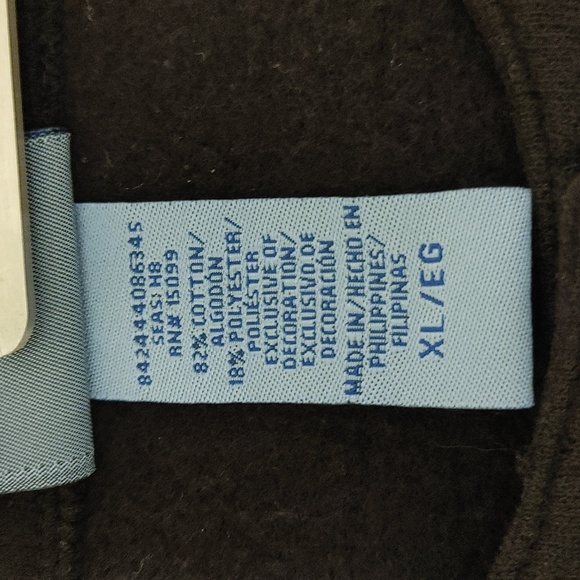 842444086345
SEAS: H8
RN# 15099
82% COTTON/
ALGODÓN
18% POLYESTER/
POLIÉSTER
EXCLUSIVE OF
DECORATION/
EXCLUSIVO DE
DECORACIÓN
MADE IN/HECHO EN
PHILIPPINES/
FILIPINAS
XL/EG